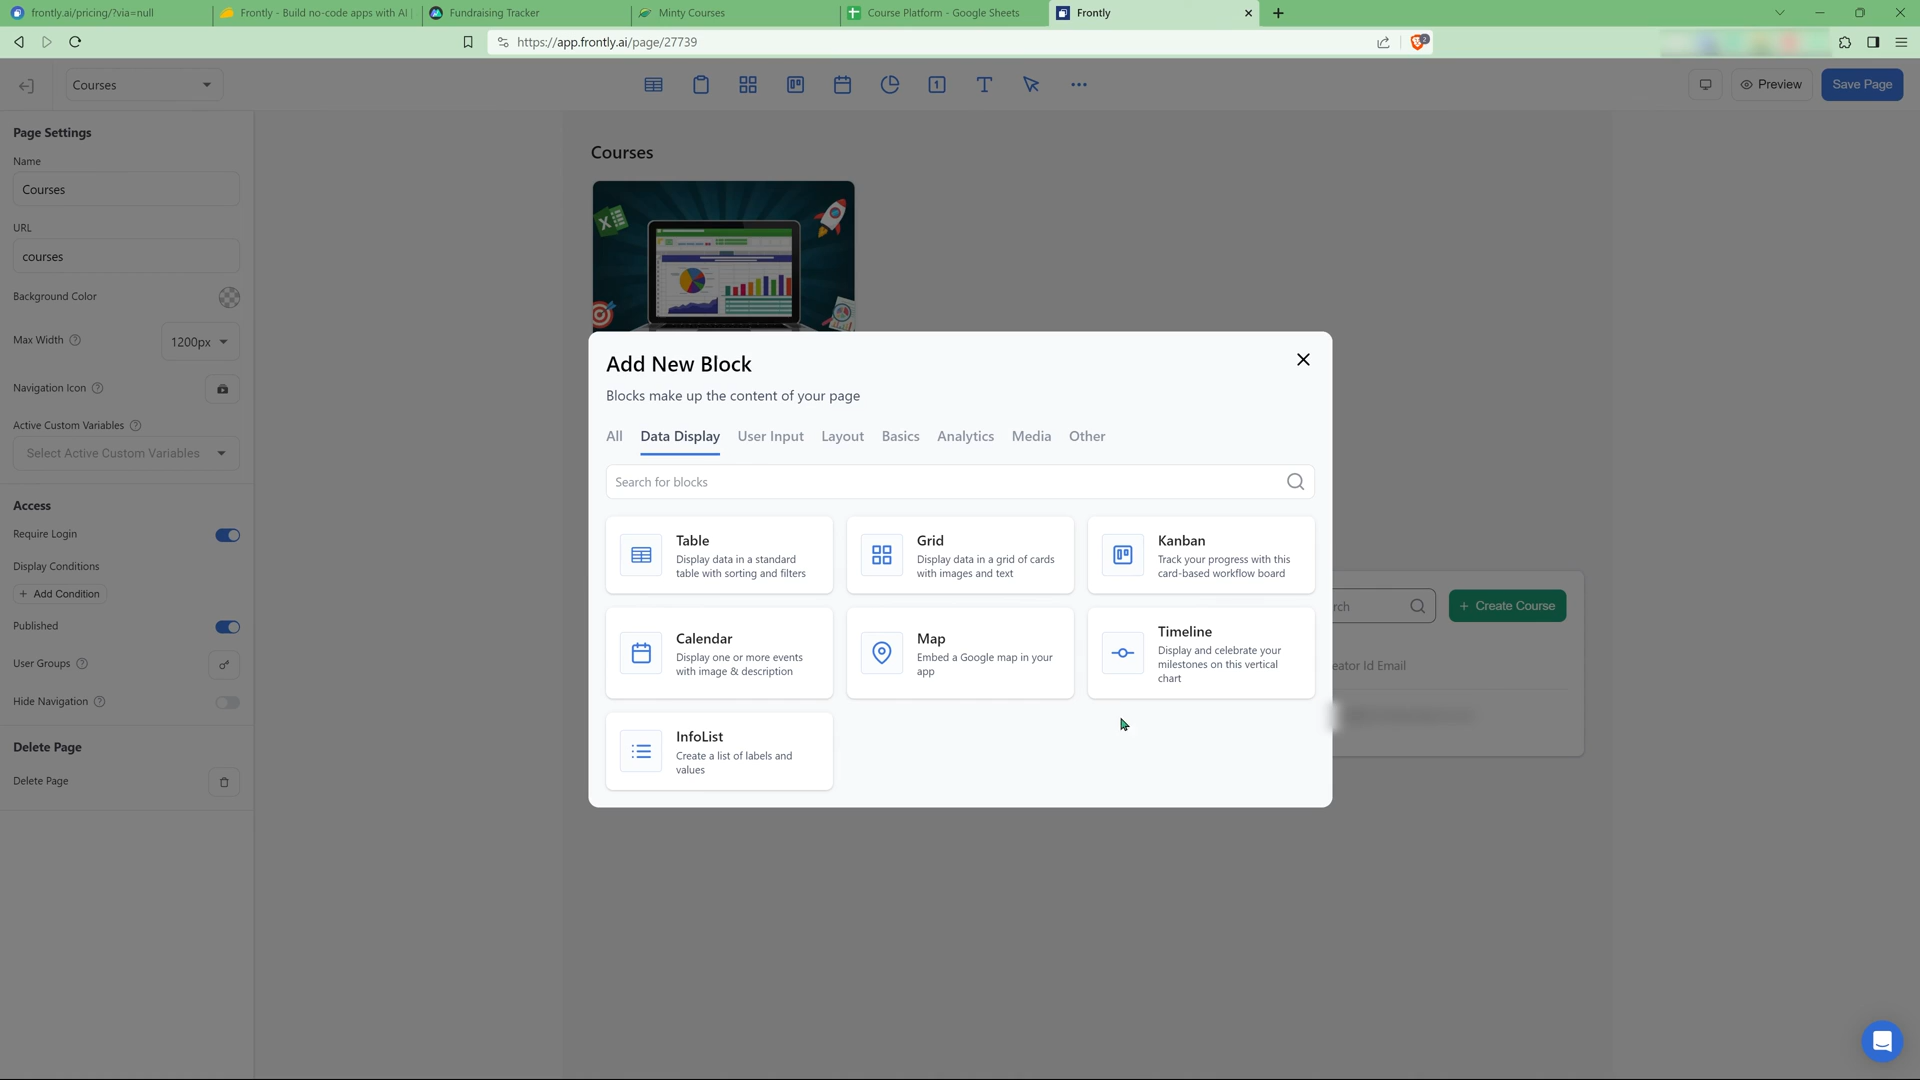 frontly.ai/pricing/?via=null
Frontly - Build no-code apps with AI
Fundraising Tracker
Minty Courses
Course Platform - Google Sheets
Frontly
https://app.frontly.ai/page/27739
2
Courses
1
T
Preview
Save Page
Page Settings
Name
Courses
URL
courses
Background Color
Max Width
1200px
Navigation Icon
Active Custom Variables
Select Active Custom Variables
Access
Require Login
Display Conditions
+ Add Condition
Published
User Groups
Hide Navigation
Delete Page
Delete Page
Courses
Add New Block
Blocks make up the content of your page
All
Data Display
User Input
Layout
Basics
Analytics
Media
Other
Search for blocks
Table
Display data in a standard
table with sorting and filters
Grid
Display data in a grid of cards
with images and text
Kanban
Track your progress with this
card-based workflow board
Calendar
Display one or more events
with image & description
Map
Embed a Google map in your
app
Timeline
Display and celebrate your
milestones on this vertical
chart
InfoList
Create a list of labels and
values
rch
+ Create Course
eator Id Email